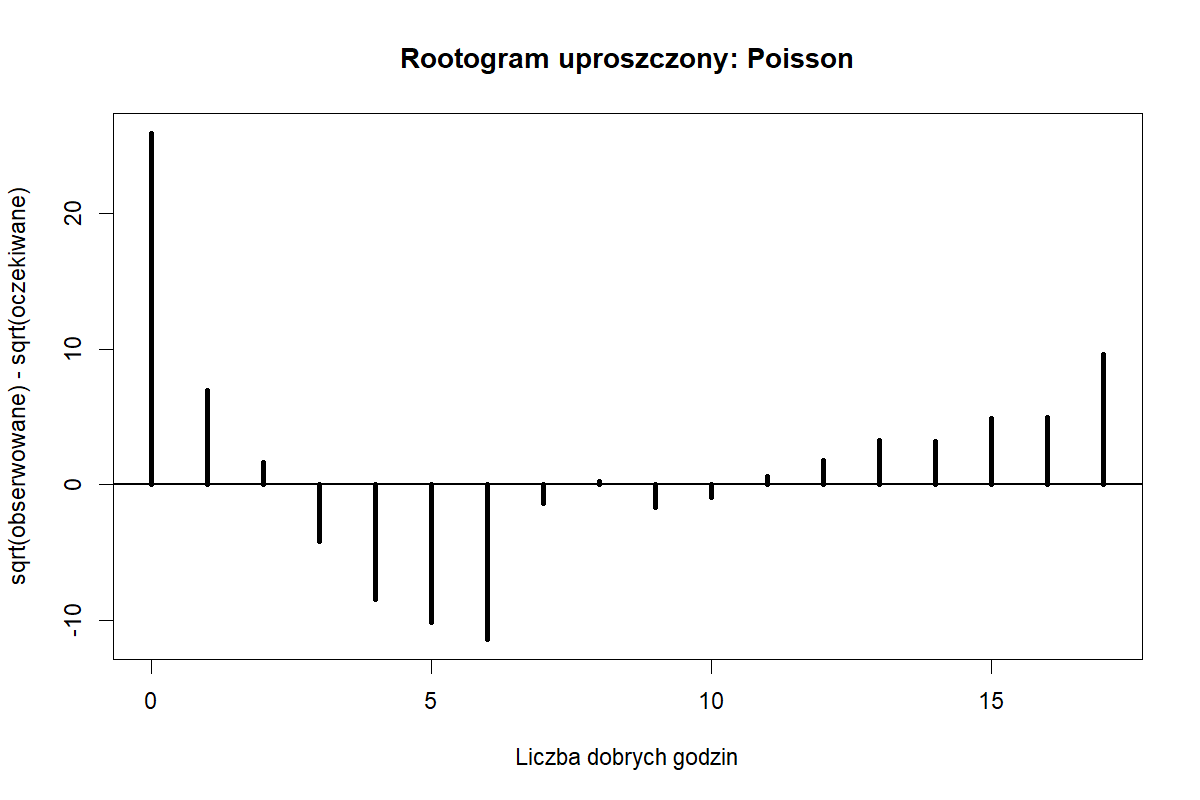 Rootogram uproszczony: Poisson
sqrt(obserwowane) - sqrt(oczekiwane)
20
10
0
-10
0 5 10 15
Liczba dobrych godzin